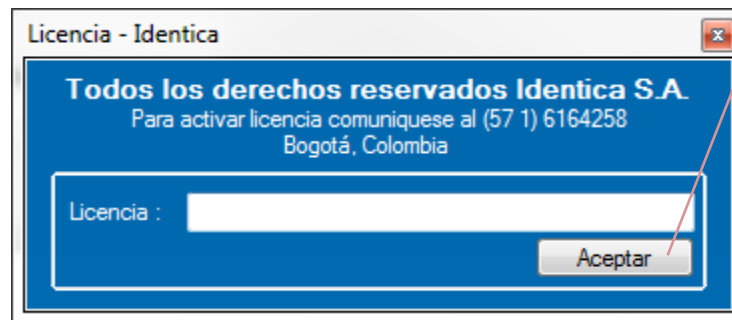 Licencia - Identica
Todos los derechos reservados Identica S.A.
Para activar licencia comuniquese al (57 1) 6164258
Bogotá, Colombia
Licencia :
Aceptar